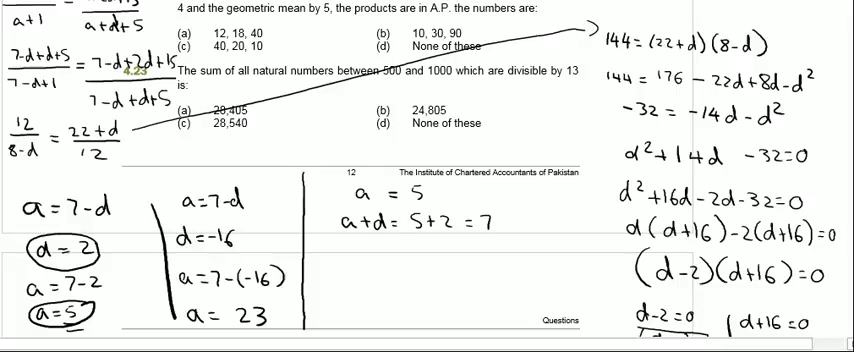 a+1 = a+d+5
4 and the geometric mean by 5, the products are in A.P. the numbers are:
(a) 12, 18, 40 (b) 10, 30, 90
(c) 40, 20, 10 (d) None of these
7-d+d+5 / 7-d+1 = 7-d+2d+15 / 7-d+d+5
4.23 The sum of all natural numbers between 500 and 1000 which are divisible by 13 is:
(a) 28,405 (b) 24,805
(c) 28,540 (d) None of these
12 / 8-d = 22+d / 12
12 The Institute of Chartered Accountants of Pakistan
a=7-d
d=2
a=7-2
a=5
a=7-d
d=-16
a=7-(-16)
a= 23
a = 5
a+d= 5+2 =7
Questions
144=(22+d)(8-d)
144=176 - 22d+8d-d²
-32=-14d-d²
d²+14d -32=0
d²+16d-2d-32=0
d(d+16)-2(d+16)=0
(d-2)(d+16)=0
d-2=0 d+16=0